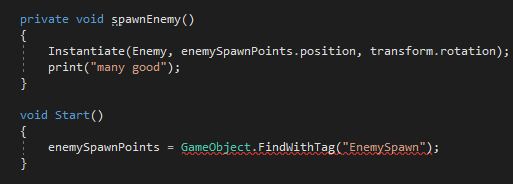 private void spawnEnemy()
{
Instantiate(Enemy, enemySpawnPoints.position, transform.rotation);
print("many good");
}
void Start()
{
enemySpawnPoints = GameObject.FindWithTag("EnemySpawn");
}